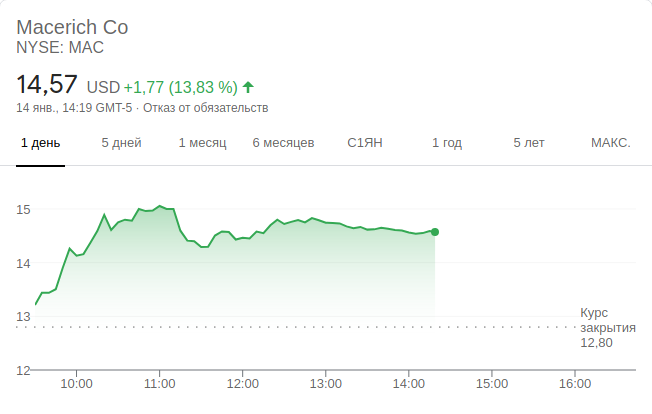 Macerich Co
NYSE: MAC
14,57 USD +1,77 (13,83 %)
14 янв., 14:19 GMT-5 · Отказ от обязательств
1 день 5 дней 1 месяц 6 месяцев С1ЯН 1 год 5 лет МАКС.
15
14
13
Курс
закрытия
12,80
12
10:00 11:00 12:00 13:00 14:00 15:00 16:00